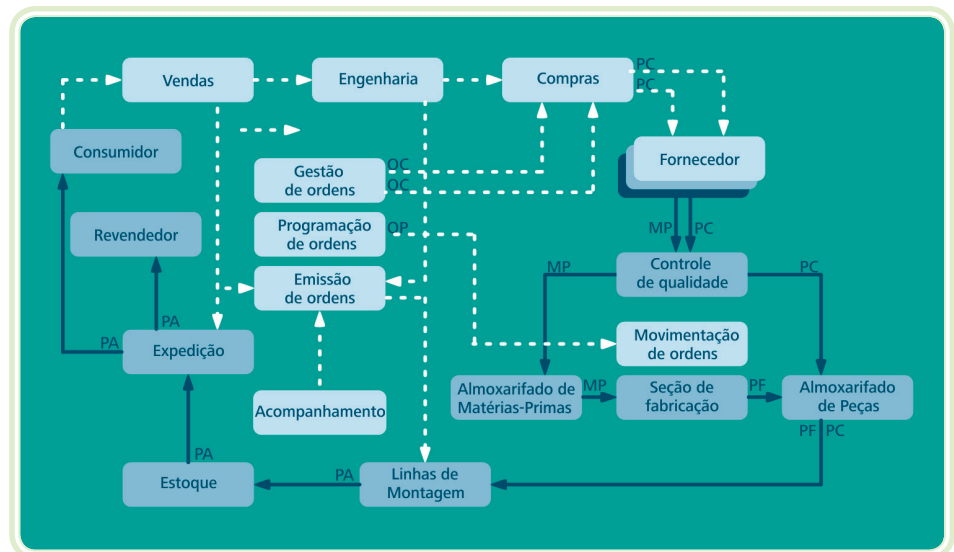 Vendas
Engenharia
Compras
PC
PC
Consumidor
Fornecedor
Gestão
de ordens
OC
OC
Revendedor
Programação
de ordens
OP
MP
PC
Emissão
de ordens
MP
Controle
de qualidade
PC
PA
PA
Expedição
Movimentação
de ordens
Acompanhamento
Almoxarifado de
Matérias-Primas
MP
Seção de
fabricação
PF
Almoxarifado
de Peças
PF
PC
PA
Estoque
PA
Linhas de
Montagem